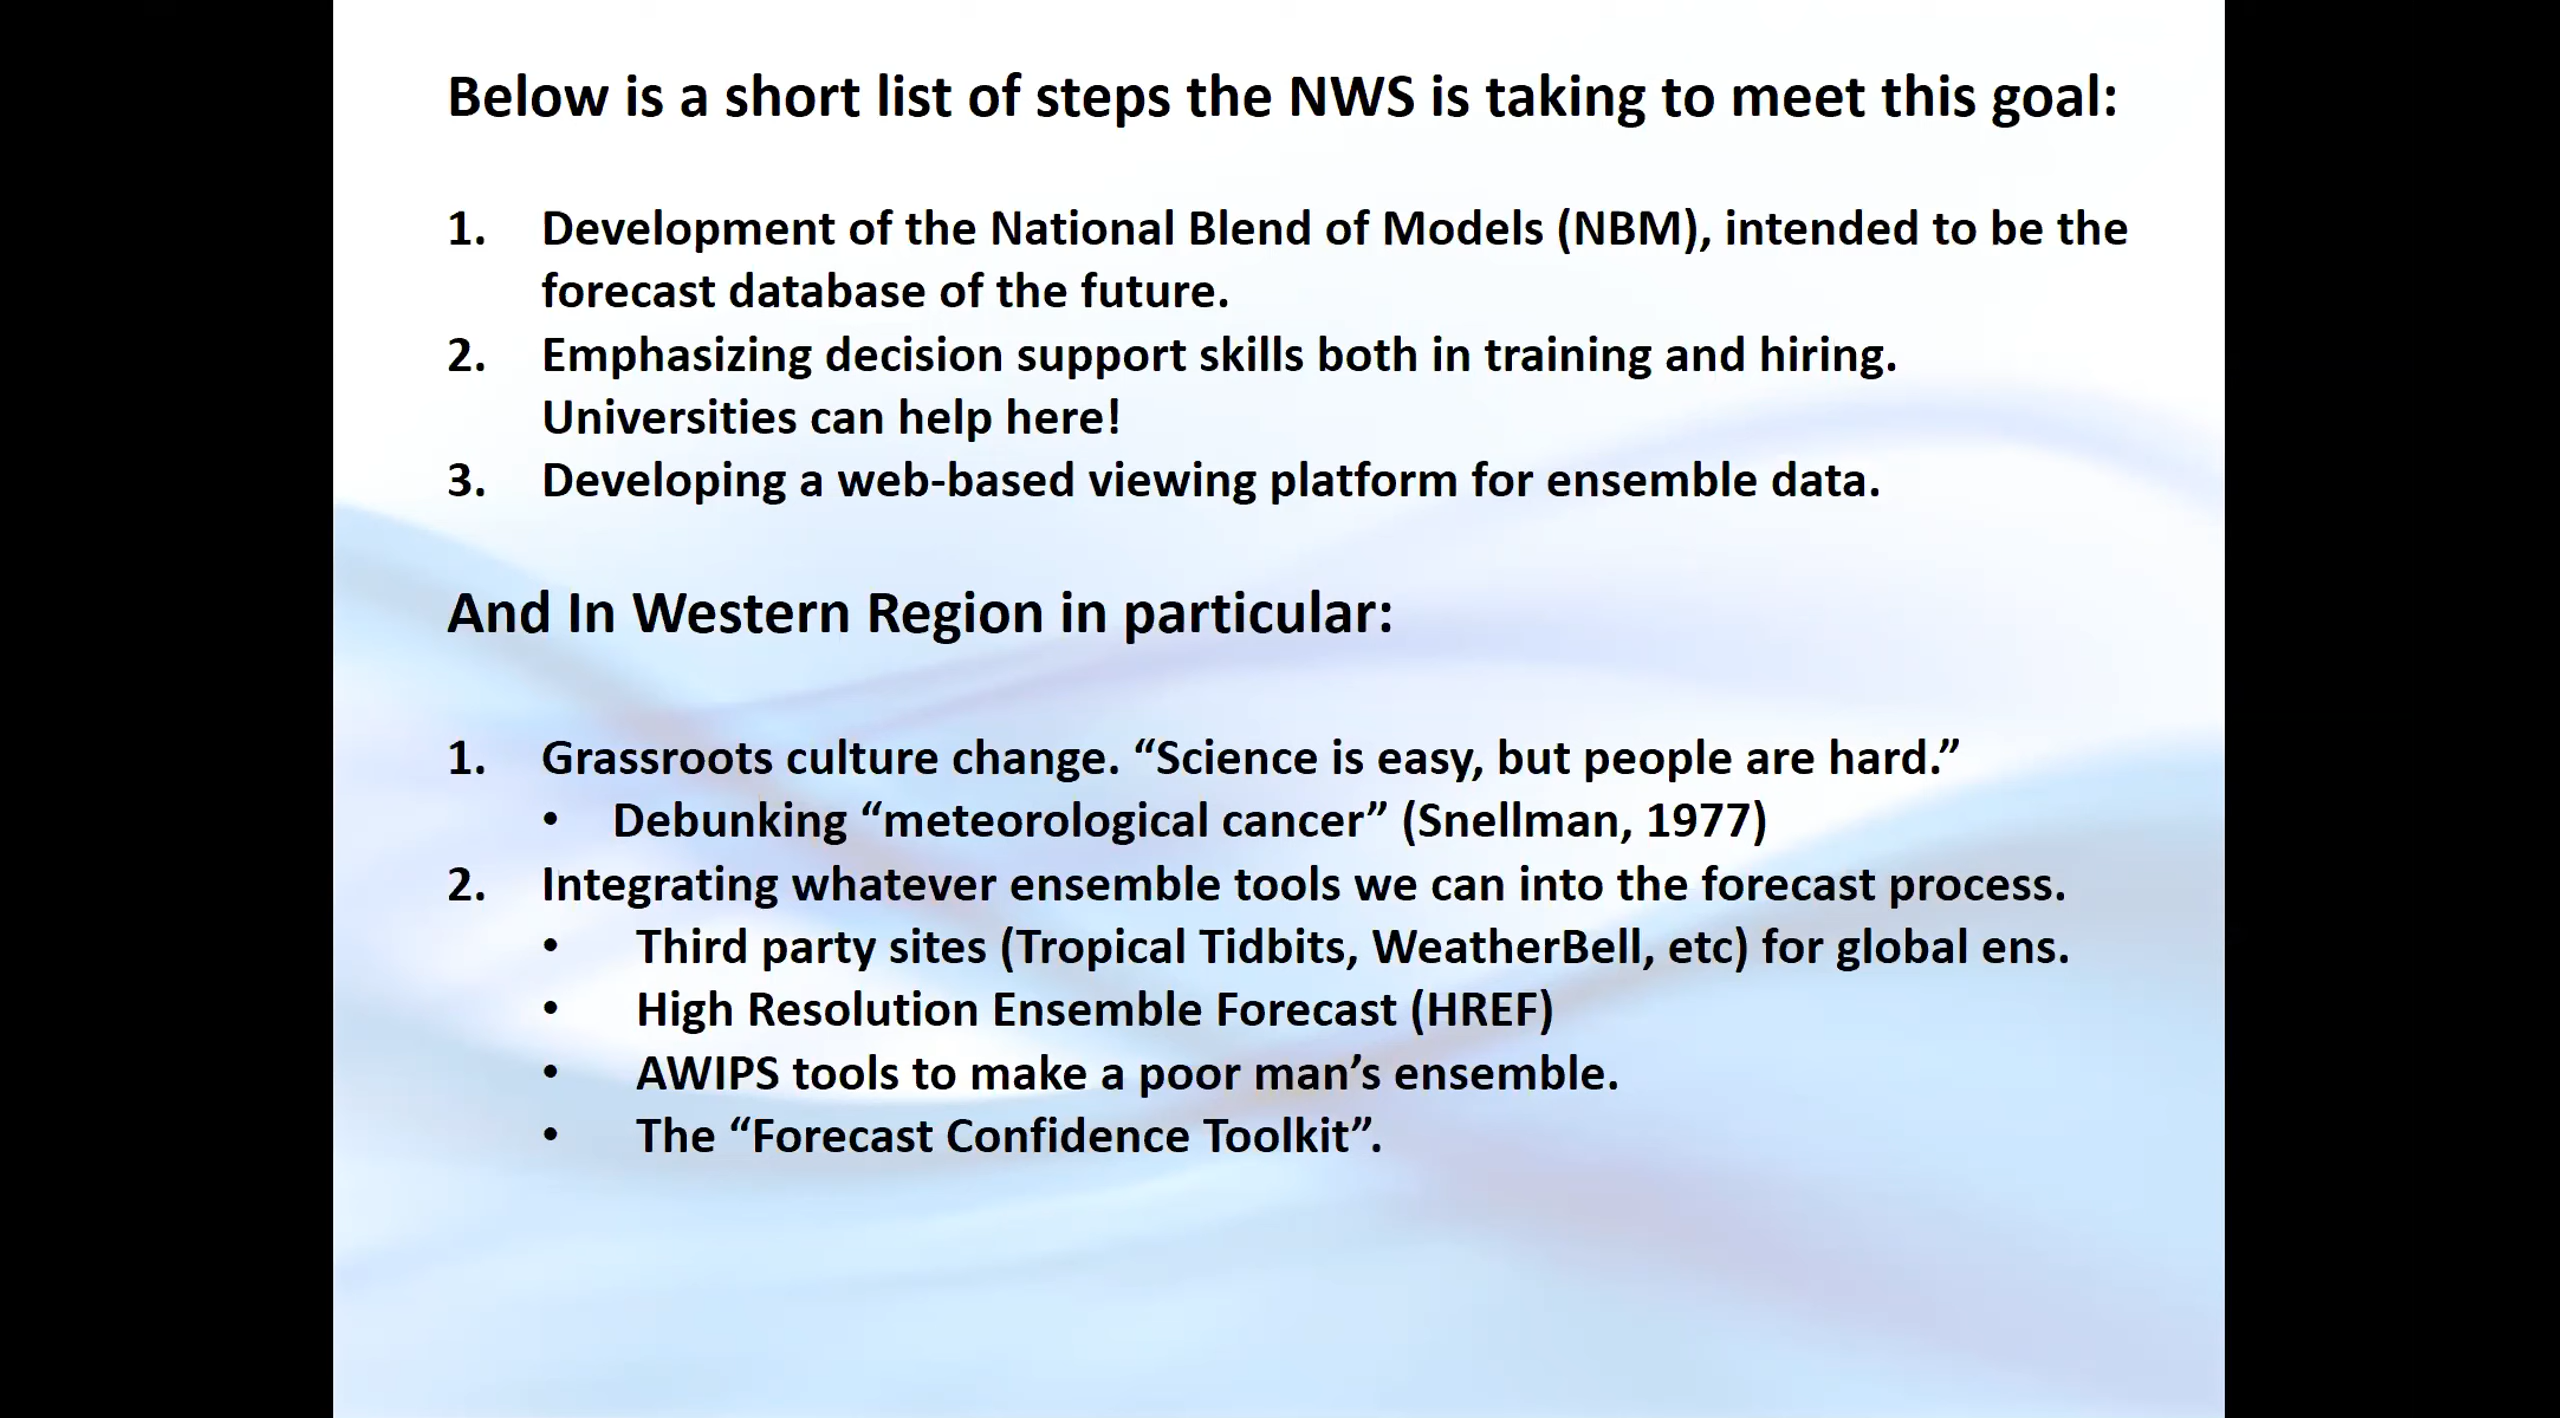 Below is a short list of steps the NWS is taking to meet this goal:
1. Development of the National Blend of Models (NBM), intended to be the
forecast database of the future.
2. Emphasizing decision support skills both in training and hiring.
Universities can help here!
3. Developing a web-based viewing platform for ensemble data.
And In Western Region in particular:
1. Grassroots culture change. “Science is easy, but people are hard.”
• Debunking “meteorological cancer” (Snellman, 1977)
2. Integrating whatever ensemble tools we can into the forecast process.
• Third party sites (Tropical Tidbits, WeatherBell, etc) for global ens.
• High Resolution Ensemble Forecast (HREF)
• AWIPS tools to make a poor man’s ensemble.
• The “Forecast Confidence Toolkit”.